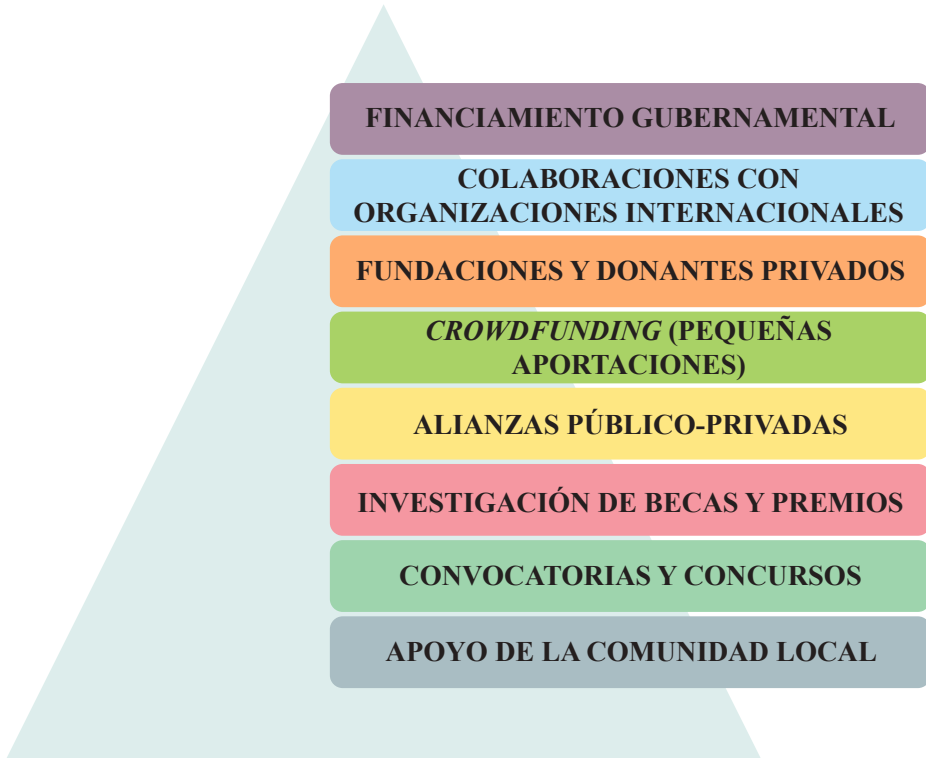 FINANCIAMIENTO GUBERNAMENTAL
COLABORACIONES CON
ORGANIZACIONES INTERNACIONALES
FUNDACIONES Y DONANTES PRIVADOS
CROWDFUNDING (PEQUEÑAS
APORTACIONES)
ALIANZAS PÚBLICO-PRIVADAS
INVESTIGACIÓN DE BECAS Y PREMIOS
CONVOCATORIAS Y CONCURSOS
APOYO DE LA COMUNIDAD LOCAL